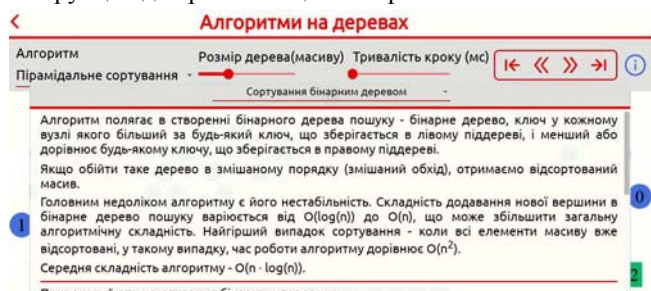 Алгоритми на деревах
Алгоритм
Розмір дерева(масиву) Тривалість кроку (мс)
Пірамідальне сортування
Сортування бінарним деревом
Алгоритм полягає в створенні бінарного дерева пошуку - бінарне дерево, ключ у кожному
вузлі якого більший за будь-який ключ, що зберігається в лівому піддереві, і менший або
дорівнює будь-якому ключу, що зберігається в правому піддереві.
Якщо обійти таке дерево в змішаному порядку (змішаний обхід), отримаємо відсортований
масив.
Головним недоліком алгоритму є його нестабільність. Складність додавання нової вершини в
бінарне дерево пошуку варіюється від O(log(n)) до O(n), що може збільшити загальну
алгоритмічну складність. Найгірший випадок сортування - коли всі елементи масиву вже
відсортовані, у такому випадку, час роботи алгоритму дорівнює O(n²).
Середня складність алгоритму - O(n · log(n)).
1
0
2